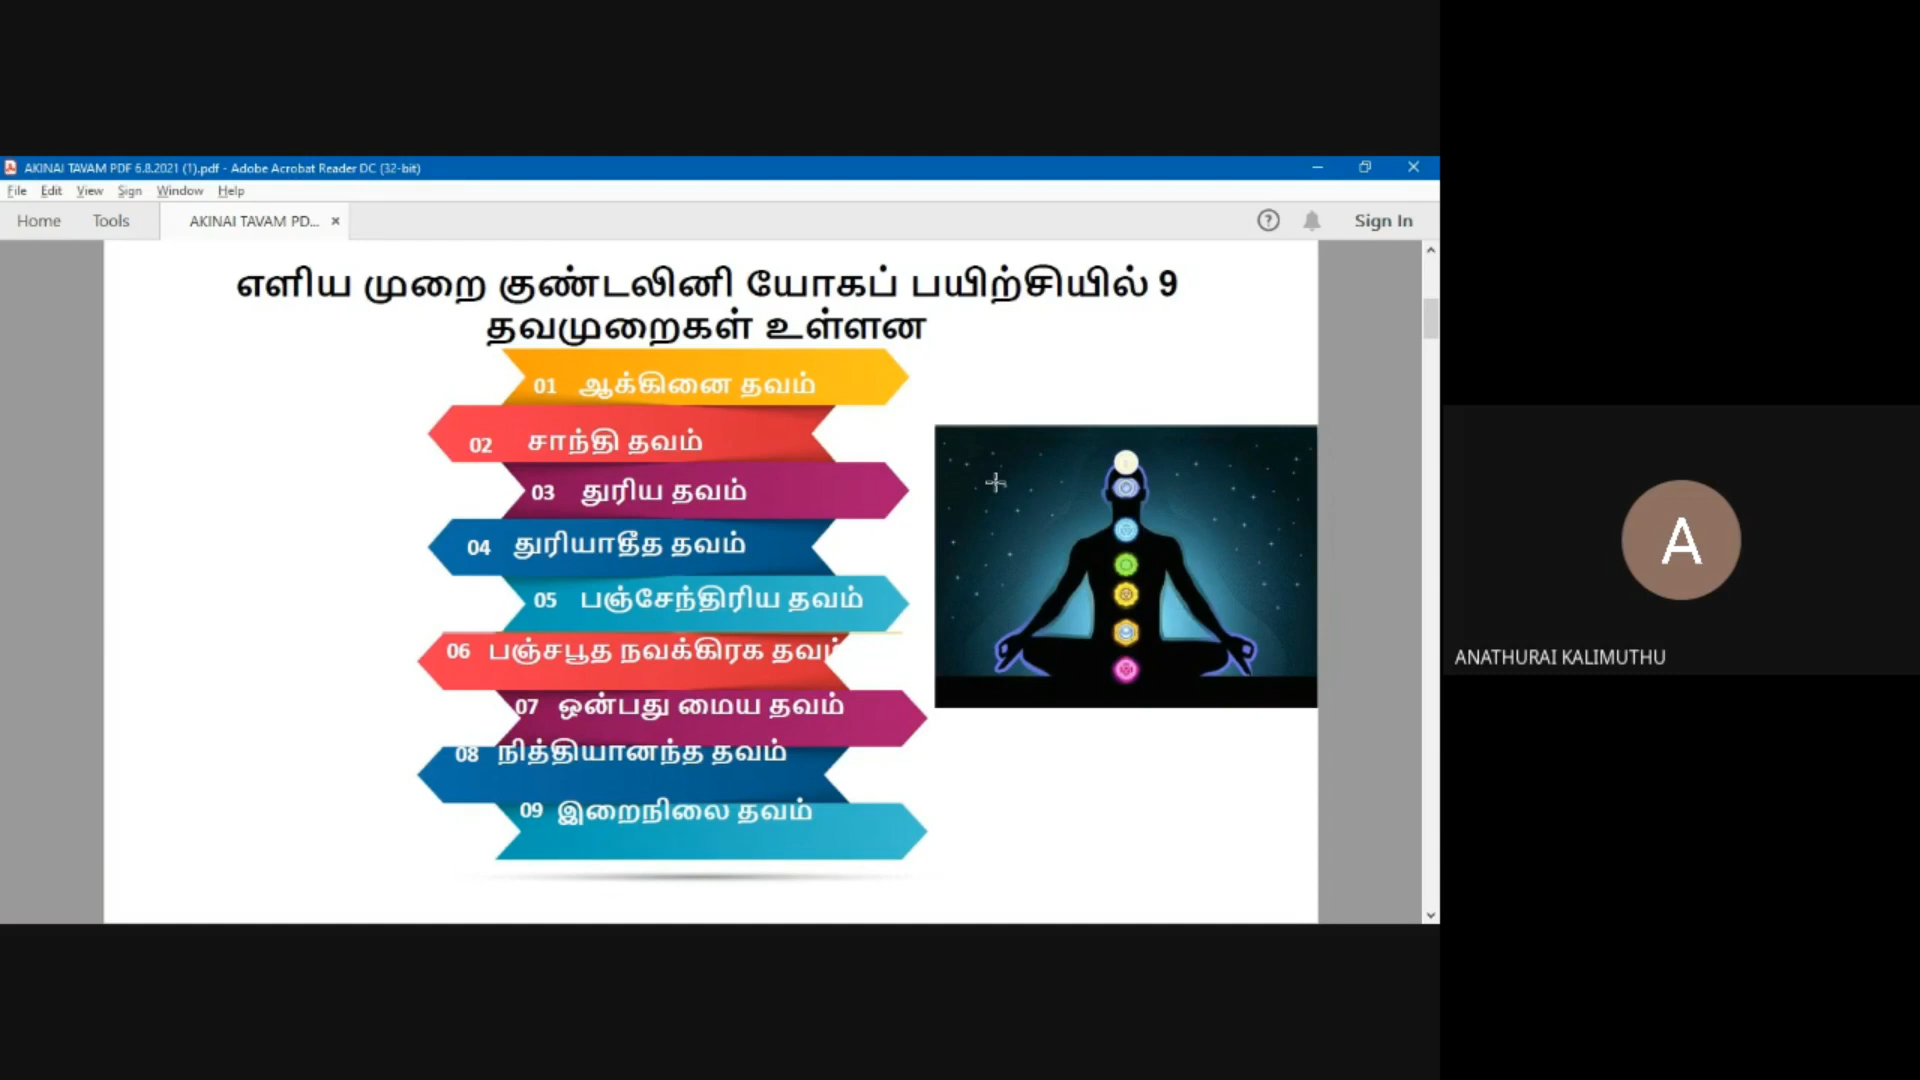 AKINAI TAVAM PDF 6.8.2021 (1).pdf - Adobe Acrobat Reader DC (32-bit)
File Edit View Sign Window Help
Home Tools AKINAI TAVAM PD... × Sign In
எளிய முறை குண்டலினி யோகப் பயிற்சியில் 9
தவமுறைகள் உள்ளன
01 ஆக்கினை தவம்
02 சாந்தி தவம்
03 துரிய தவம்
04 துரியாதீத தவம்
05 பஞ்சேந்திரிய தவம்
06 பஞ்சபூத நவக்கிரக தவம்
07 ஒன்பது மைய தவம்
08 நித்தியானந்த தவம்
09 இறைநிலை தவம்
A
ANATHURAI KALIMUTHU